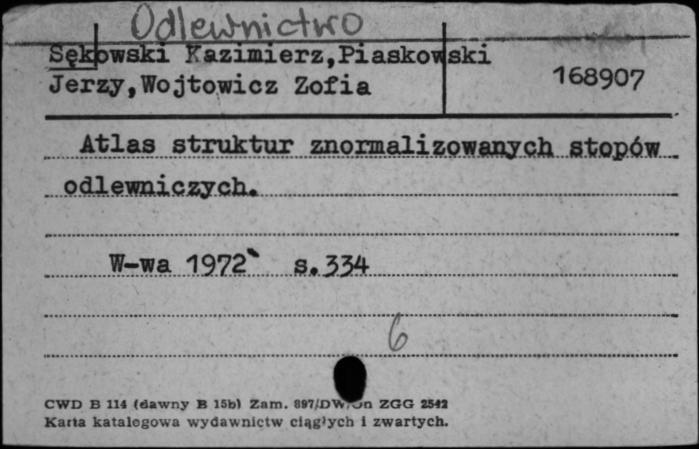 Odlewnictwo
Sękowski Kazimierz,Piaskowski
Jerzy,Wojtowicz Zofia
168907
Atlas struktur znormalizowanych stopów
odlewniczych.
W-wa 1972 s.334
6
CWD B 114 (dawny B 15b) Zam. 897/DW/Jn ZGG 2542
Karta katalogowa wydawnictw ciągłych i zwartych.